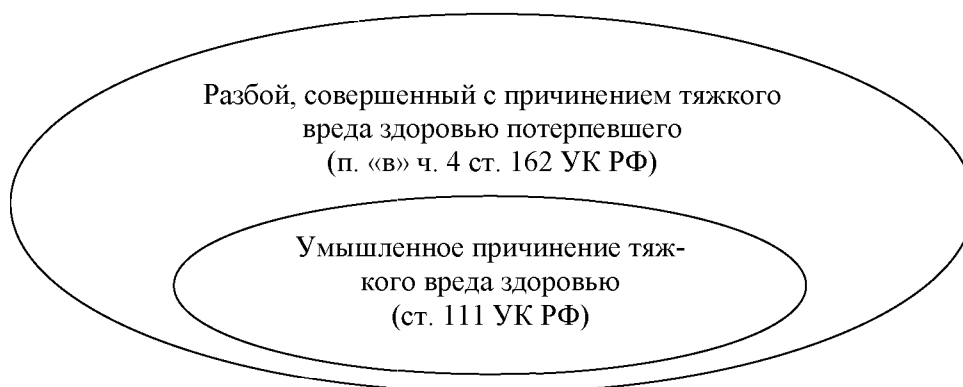 Разбой, совершенный с причинением тяжкого
вреда здоровью потерпевшего
(п. «в» ч. 4 ст. 162 УК РФ)
Умышленное причинение тяж-
кого вреда здоровью
(ст. 111 УК РФ)